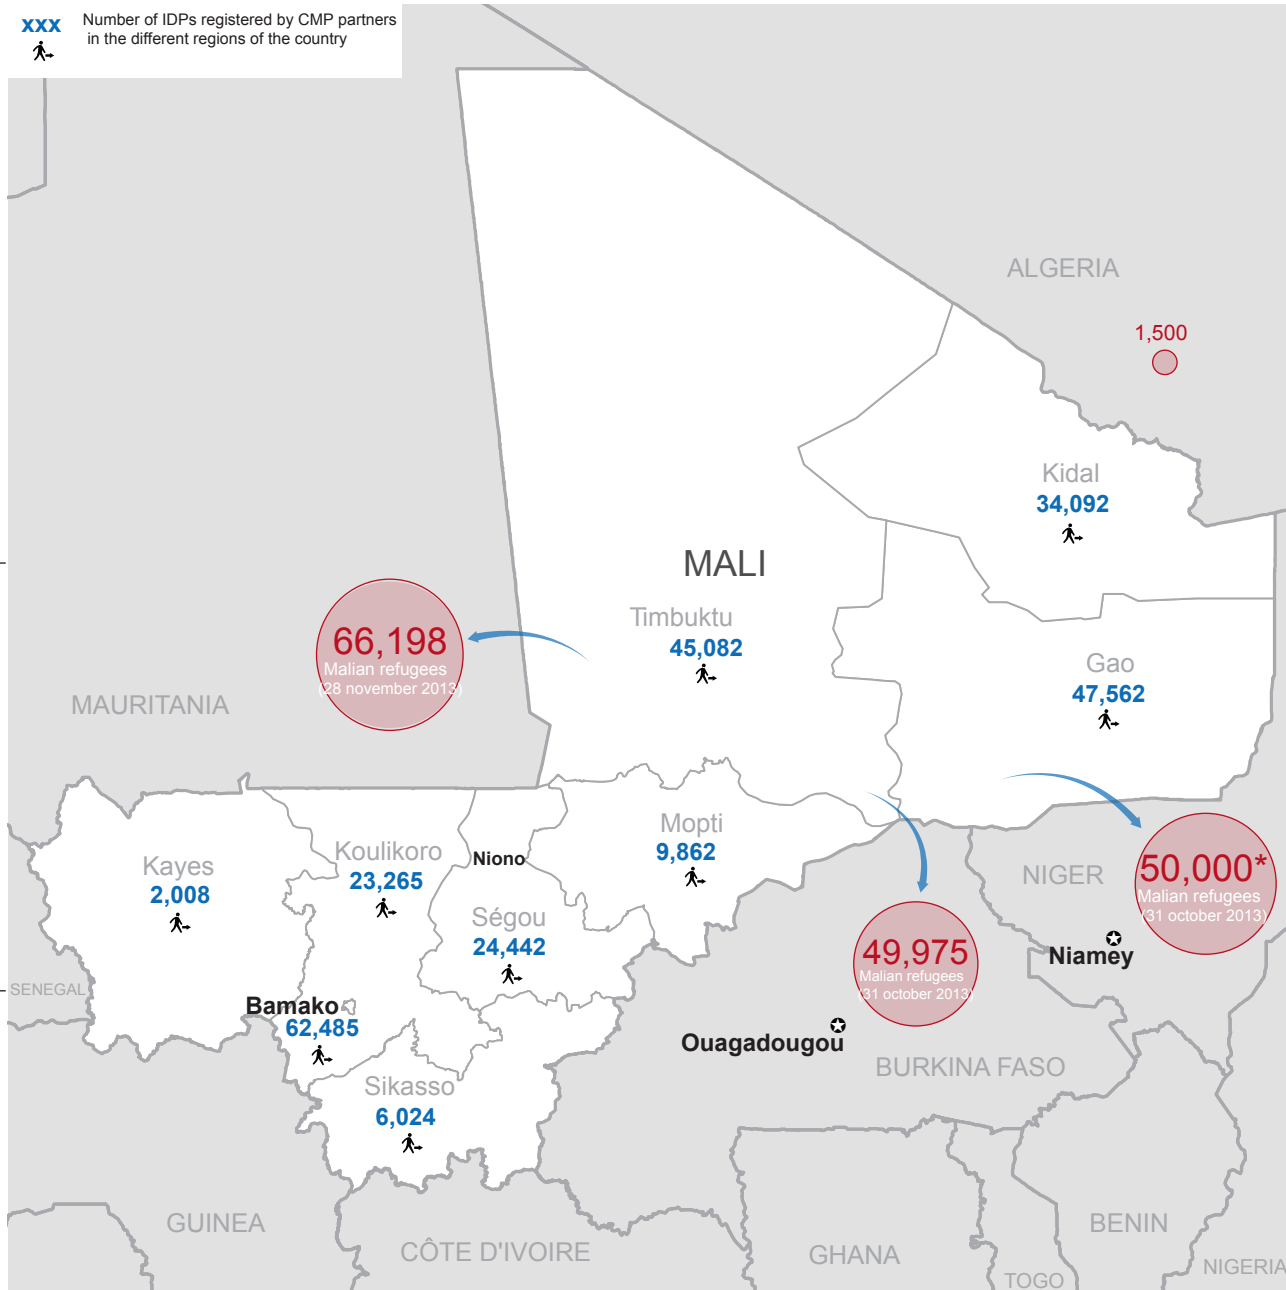 xxx
Number of IDPs registered by CMP partners
in the different regions of the country
ALGERIA
1,500
Kidal
34,092
MALI
Timbuktu
45,082
66,198
Malian refugees
(28 november 2013)
Gao
47,562
MAURITANIA
Mopti
9,862
Koulikoro
23,265
Niono
Kayes
2,008
Ségou
24,442
NIGER
50,000*
Malian refugees
(31 october 2013)
Niamey
49,975
Malian refugees
(31 october 2013)
SENEGAL
Bamako
62,485
Ouagadougou
BURKINA FASO
Sikasso
6,024
GUINEA
CÔTE D'IVOIRE
GHANA
TOGO
BENIN
NIGERIA